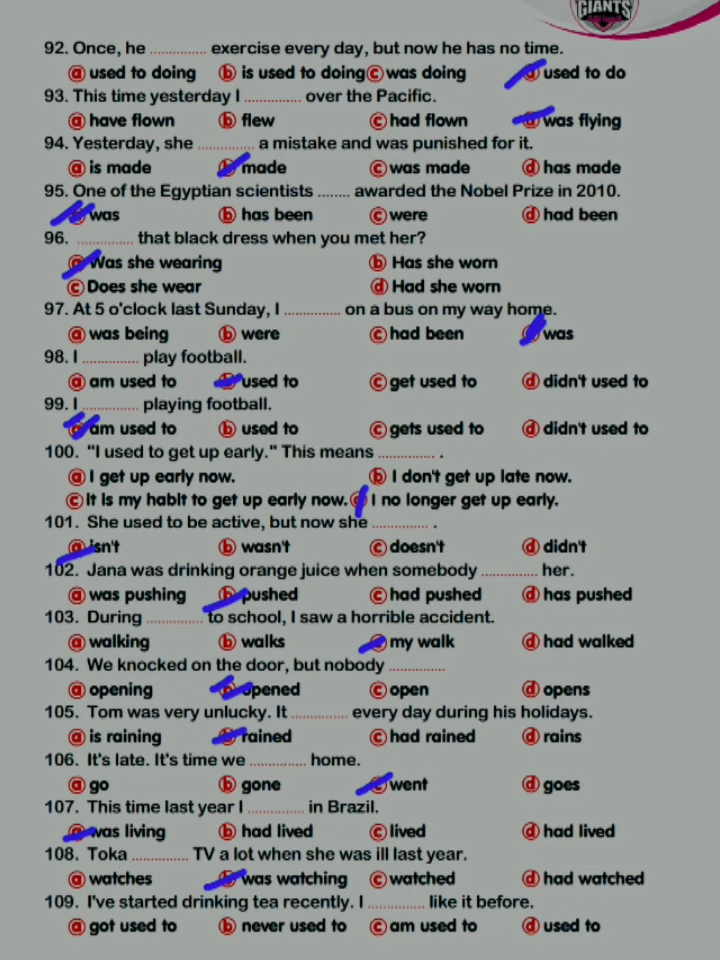 GIANTS
92. Once, he ............ exercise every day, but now he has no time.
ⓐ used to doing ⓑ is used to doing ⓒ was doing ⓓ used to do
93. This time yesterday I ............ over the Pacific.
ⓐ have flown ⓑ flew ⓒ had flown ⓓ was flying
94. Yesterday, she ............ a mistake and was punished for it.
ⓐ is made ⓑ made ⓒ was made ⓓ has made
95. One of the Egyptian scientists ........ awarded the Nobel Prize in 2010.
ⓐ was ⓑ has been ⓒ were ⓓ had been
96. ............ that black dress when you met her?
ⓐ Was she wearing ⓑ Has she worn
ⓒ Does she wear ⓓ Had she worn
97. At 5 o'clock last Sunday, I ............ on a bus on my way home.
ⓐ was being ⓑ were ⓒ had been ⓓ was
98. I ............ play football.
ⓐ am used to ⓑ used to ⓒ get used to ⓓ didn't used to
99. I ............ playing football.
ⓐ am used to ⓑ used to ⓒ gets used to ⓓ didn't used to
100. "I used to get up early." This means ............ .
ⓐ I get up early now. ⓑ I don't get up late now.
ⓒ It is my habit to get up early now. ⓓ I no longer get up early.
101. She used to be active, but now she ............ .
ⓐ isn't ⓑ wasn't ⓒ doesn't ⓓ didn't
102. Jana was drinking orange juice when somebody ............ her.
ⓐ was pushing ⓑ pushed ⓒ had pushed ⓓ has pushed
103. During ............ to school, I saw a horrible accident.
ⓐ walking ⓑ walks ⓒ my walk ⓓ had walked
104. We knocked on the door, but nobody ............
ⓐ opening ⓑ opened ⓒ open ⓓ opens
105. Tom was very unlucky. It ............ every day during his holidays.
ⓐ is raining ⓑ rained ⓒ had rained ⓓ rains
106. It's late. It's time we ............ home.
ⓐ go ⓑ gone ⓒ went ⓓ goes
107. This time last year I ............ in Brazil.
ⓐ was living ⓑ had lived ⓒ lived ⓓ had lived
108. Toka ............ TV a lot when she was ill last year.
ⓐ watches ⓑ was watching ⓒ watched ⓓ had watched
109. I've started drinking tea recently. I ............ like it before.
ⓐ got used to ⓑ never used to ⓒ am used to ⓓ used to